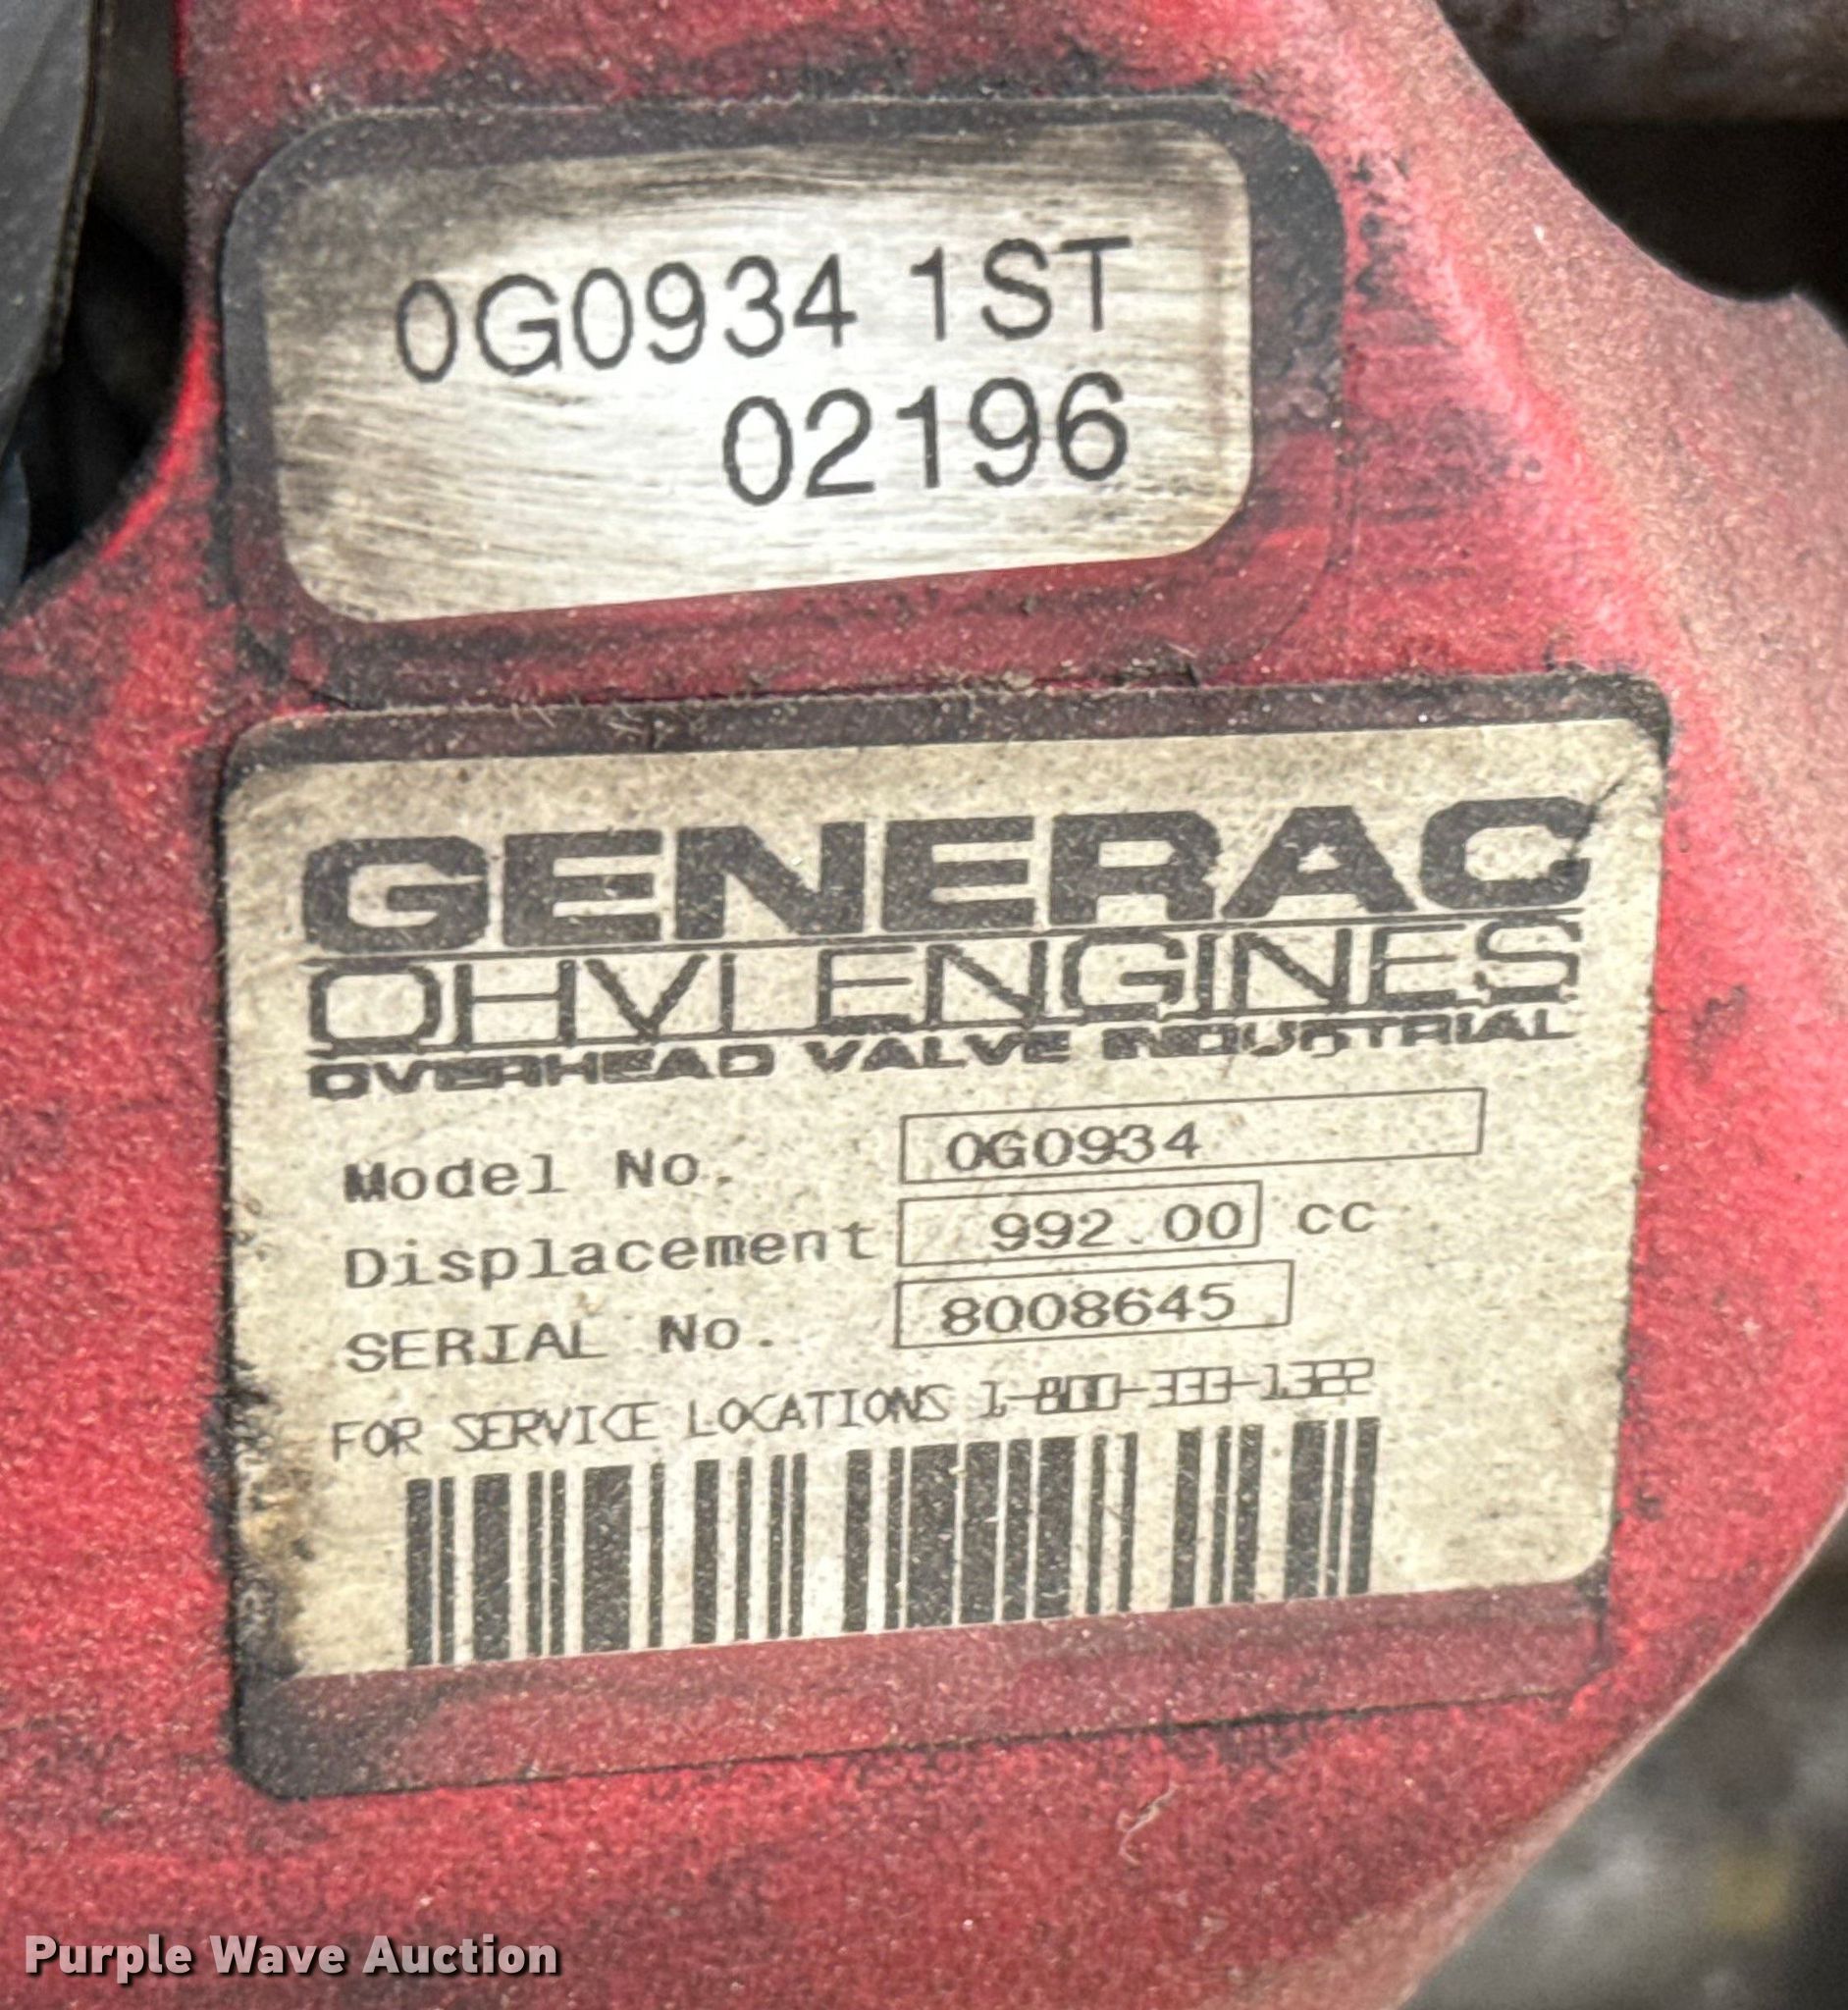 0G0934 1ST
02196
GENERAC
OHVI ENGINES
OVERHEAD VALVE INDUSTRIAL
Model No. 0G0934
Displacement 992.00 cc
SERIAL No. 8008645
FOR SERVICE LOCATIONS 1-800-333-1322
Purple Wave Auction